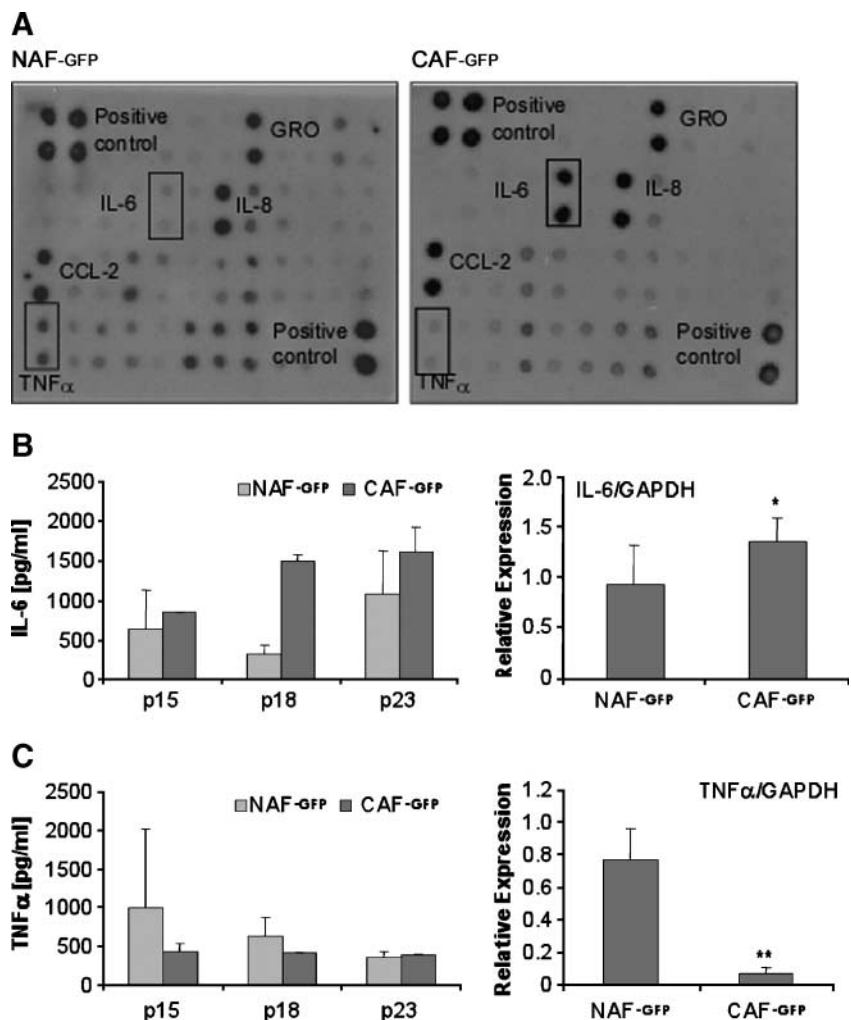 A
NAF-GFP
CAF-GFP
Positive control
GRO
IL-6
IL-8
CCL-2
Positive control
TNFα
Positive control
GRO
IL-6
IL-8
CCL-2
Positive control
TNFα
B
2500
2000
1500
1000
500
0
IL-6 [pg/ml]
NAF-GFP CAF-GFP
p15 p18 p23
2.0
1.5
1.0
0.5
0
Relative Expression
IL-6/GAPDH
*
NAF-GFP CAF-GFP
C
2500
2000
1500
1000
500
0
TNFα [pg/ml]
NAF-GFP CAF-GFP
p15 p18 p23
1.2
1.0
0.8
0.6
0.4
0.2
0
Relative Expression
TNFα/GAPDH
**
NAF-GFP CAF-GFP